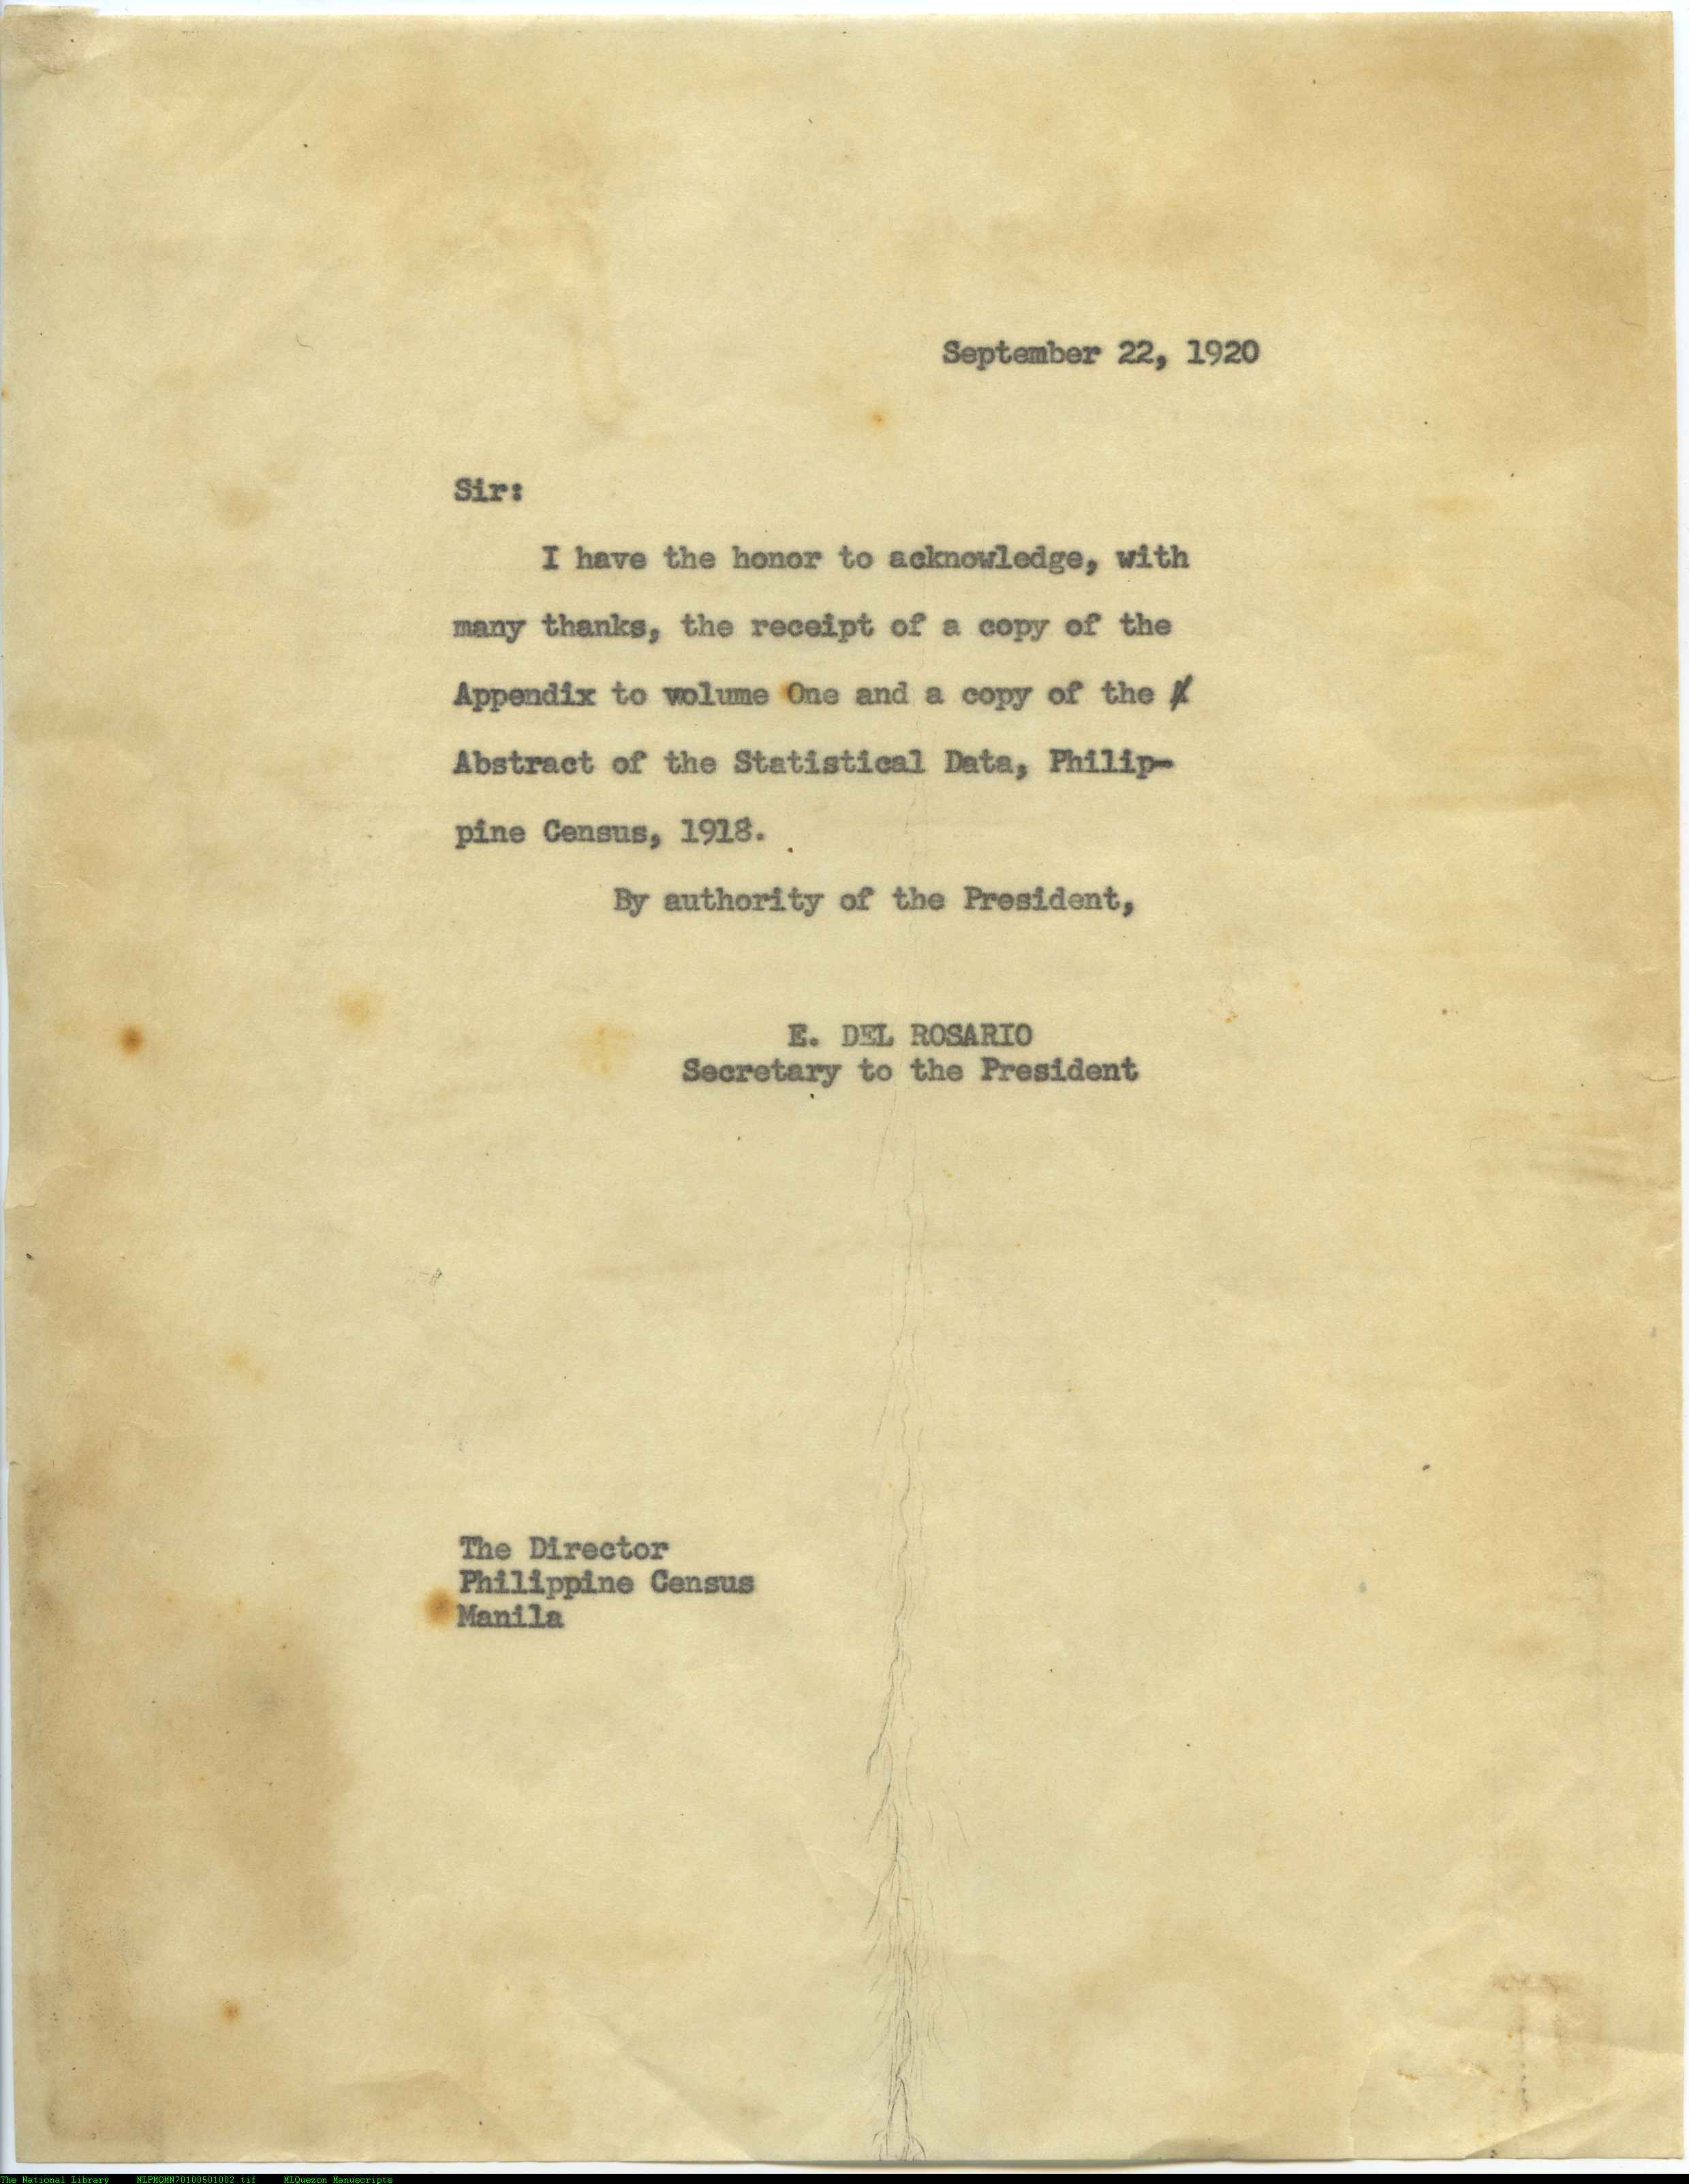 September 22, 1920
Sir:
I have the honor to acknowledge, with
many thanks, the receipt of a copy of the
Appendix to volume One and a copy of the
Abstract of the Statistical Data, Philip-
pine Census, 1918.
By authority of the President,
E. DEL ROSARIO
Secretary to the President
The Director
Philippine Census
Manila
The National Library NLPMQMN70100501002.tif MLQuezon Manuscripts